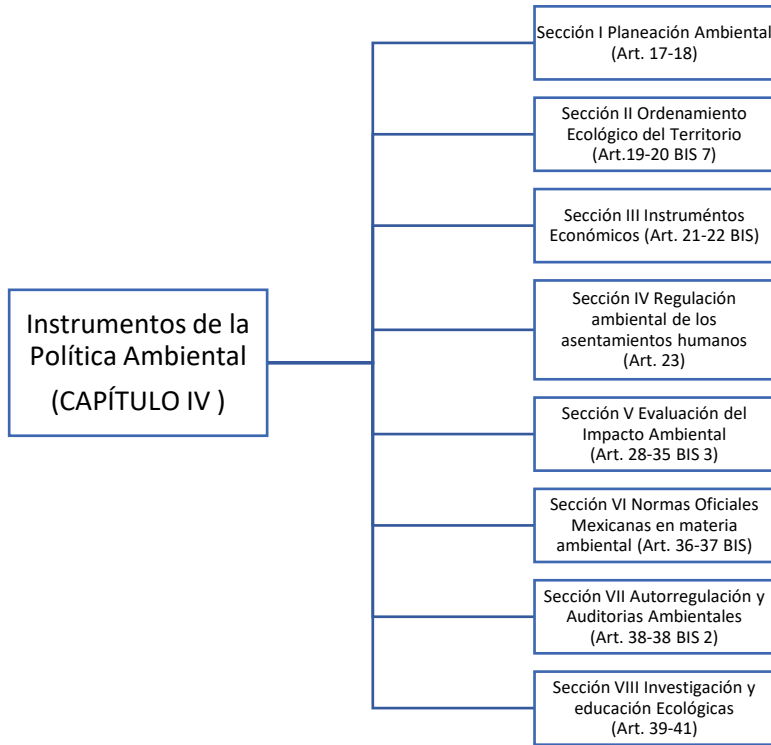 Instrumentos de la
Política Ambiental
(CAPÍTULO IV )
Sección I Planeación Ambiental
(Art. 17-18)
Sección II Ordenamiento
Ecológico del Territorio
(Art.19-20 BIS 7)
Sección III Instruméntos
Económicos (Art. 21-22 BIS)
Sección IV Regulación
ambiental de los
asentamientos humanos
(Art. 23)
Sección V Evaluación del
Impacto Ambiental
(Art. 28-35 BIS 3)
Sección VI Normas Oficiales
Mexicanas en materia
ambiental (Art. 36-37 BIS)
Sección VII Autorregulación y
Auditorias Ambientales
(Art. 38-38 BIS 2)
Sección VIII Investigación y
educación Ecológicas
(Art. 39-41)